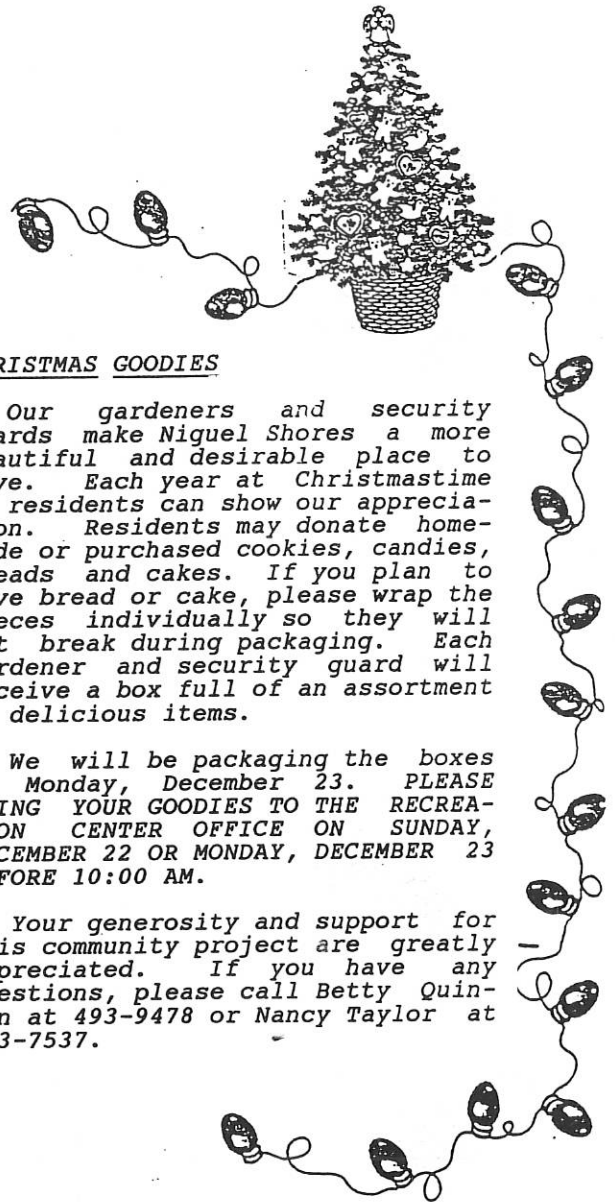 RISTMAS GOODIES
Our gardeners and security
ards make Niguel Shores a more
autiful and desirable place to
ve. Each year at Christmastime
residents can show our apprecia-
on. Residents may donate home-
de or purchased cookies, candies,
eads and cakes. If you plan to
ve bread or cake, please wrap the
eces individually so they will
t break during packaging. Each
rdener and security guard will
ceive a box full of an assortment
delicious items.
We will be packaging the boxes
Monday, December 23. PLEASE
ING YOUR GOODIES TO THE RECREA-
ON CENTER OFFICE ON SUNDAY,
CEMBER 22 OR MONDAY, DECEMBER 23
FORE 10:00 AM.
Your generosity and support for
is community project are greatly
preciated. If you have any
estions, please call Betty Quin-
n at 493-9478 or Nancy Taylor at
3-7537.